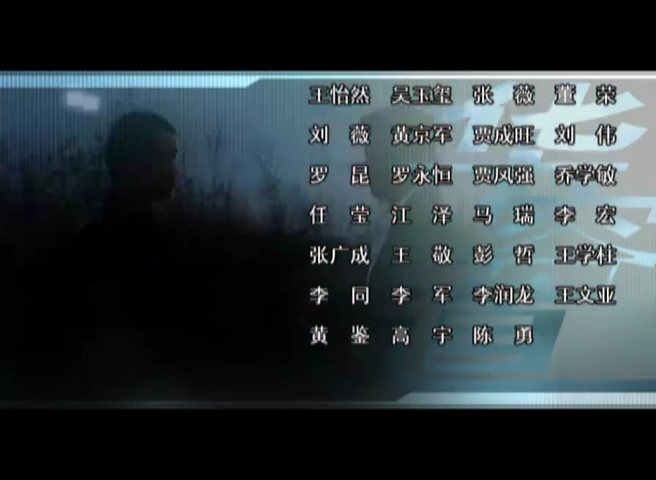 王怡然 吴玉玺 张 薇 董 荣
刘 薇 黄京军 贾成旺 刘 伟
罗 昆 罗永恒 贾凤强 乔学敏
任 莹 江 泽 马 瑞 李 宏
张广成 王 敬 彭 哲 王学柱
李 同 李 军 李润龙 王文亚
黄 鉴 高 宇 陈 勇